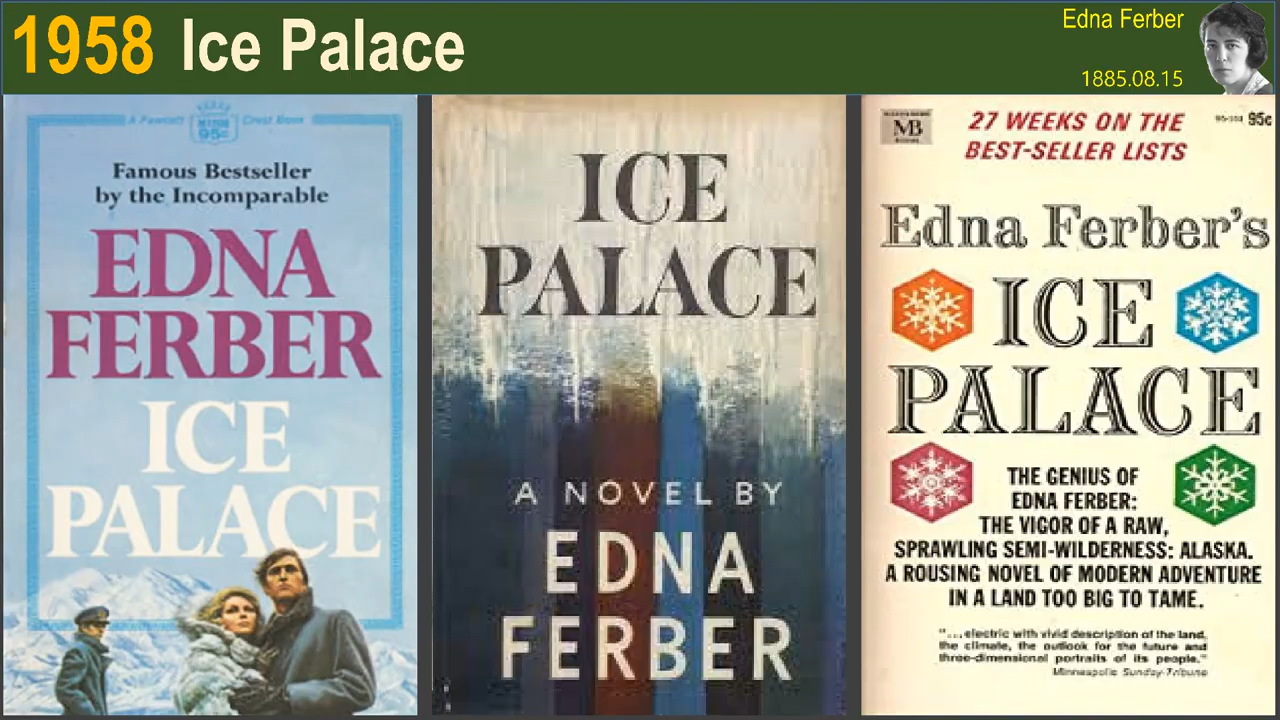 1958 Ice Palace
Edna Ferber
1885.08.15
A Fawcett Crest Book
95¢
Famous Bestseller
by the Incomparable
EDNA
FERBER
ICE
PALACE
ICE
PALACE
A NOVEL BY
EDNA
FERBER
MB
BOOKS
27 WEEKS ON THE
BEST-SELLER LISTS
95¢
Edna Ferber's
ICE
PALACE
THE GENIUS OF
EDNA FERBER:
THE VIGOR OF A RAW,
SPRAWLING SEMI-WILDERNESS: ALASKA.
A ROUSING NOVEL OF MODERN ADVENTURE
IN A LAND TOO BIG TO TAME.
"...electric with vivid description of the land,
the climate, the outlook for the future and
three-dimensional portraits of its people."
Minneapolis Sunday-Tribune